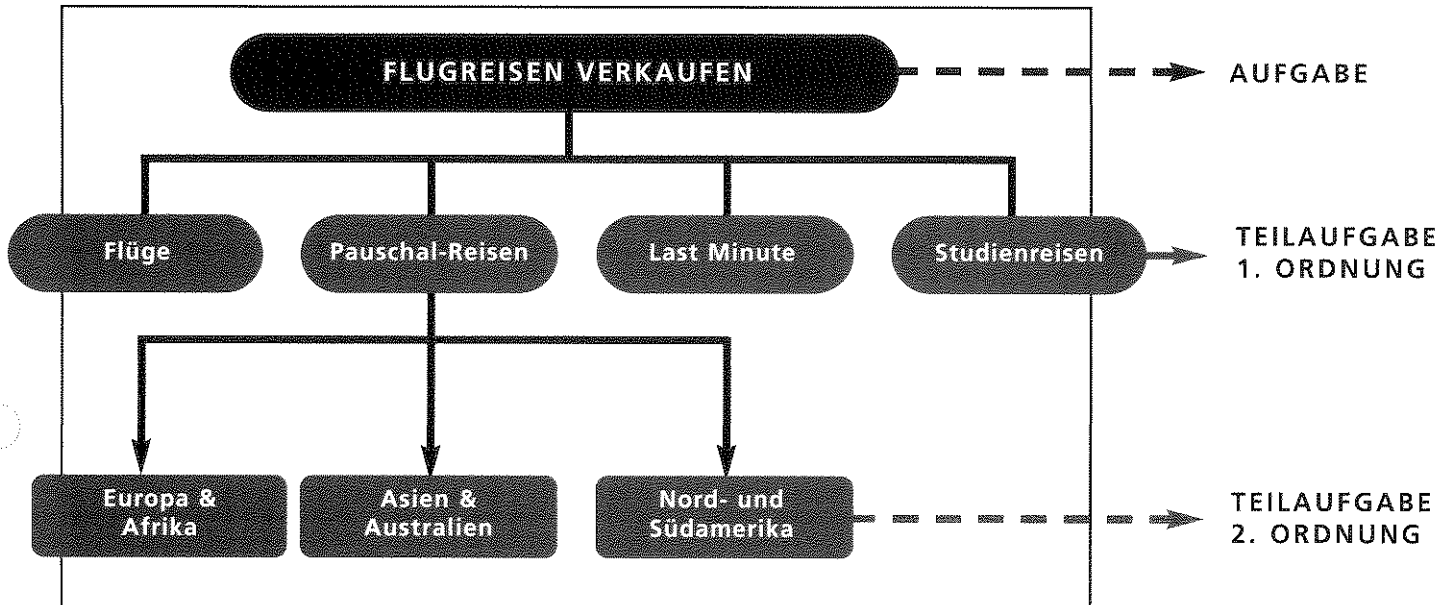 FLUGREISEN VERKAUFEN
AUFGABE
Flüge
Pauschal-Reisen
Last Minute
Studienreisen
TEILAUFGABE
1. ORDNUNG
Europa &
Afrika
Asien &
Australien
Nord- und
Südamerika
TEILAUFGABE
2. ORDNUNG